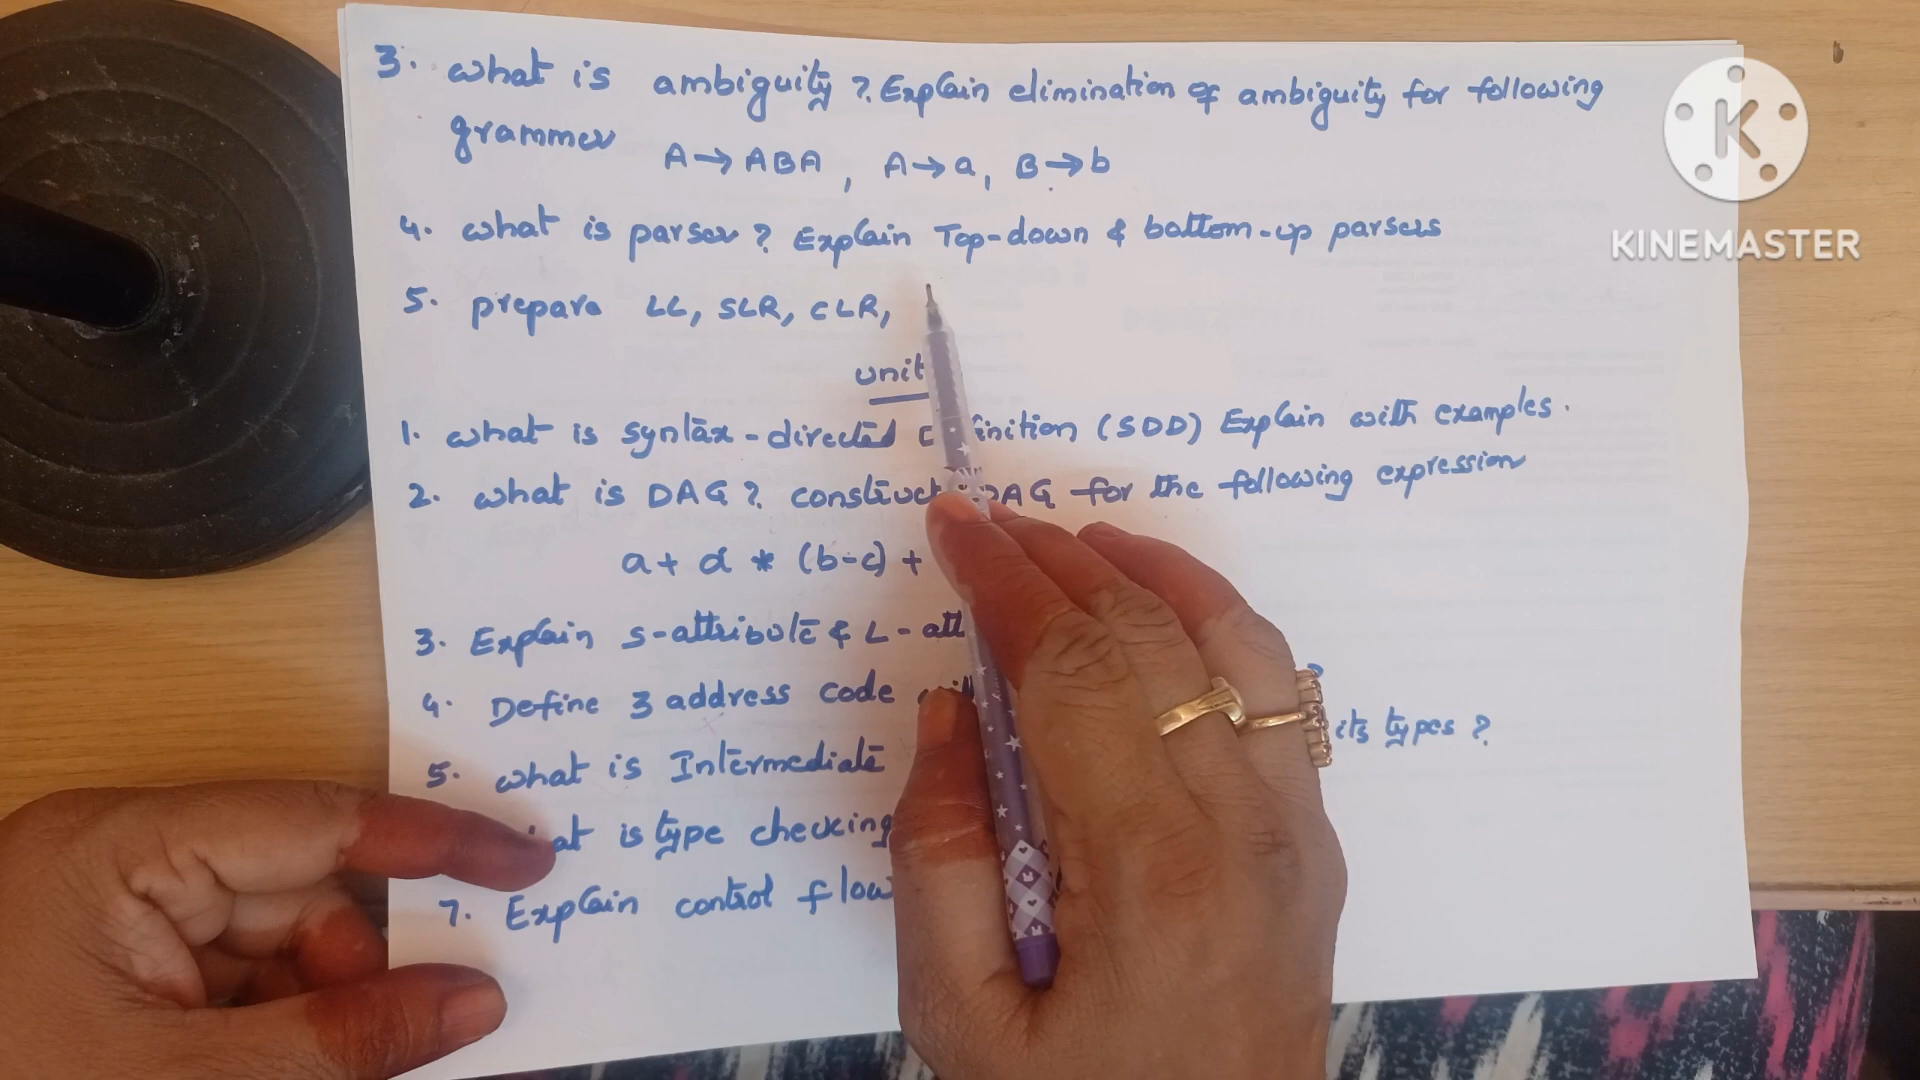 3. what is ambiguity ? Explain elimination of ambiguity for following
grammer A→ABA, A→a, B→b
4. what is parser? Explain Top-down & bottom-up parsers
5. prepare LL, SLR, CLR,
unit
1. what is syntax-directed inition (SDD) Explain with examples.
2. what is DAG? construct DAG for the following expression
a + d * (b-c) +
3. Explain S-attribute & L-att
4. Define 3 address code
5. what is Intermediate its types ?
at is type checking
7. Explain control flow
K
KINEMASTER